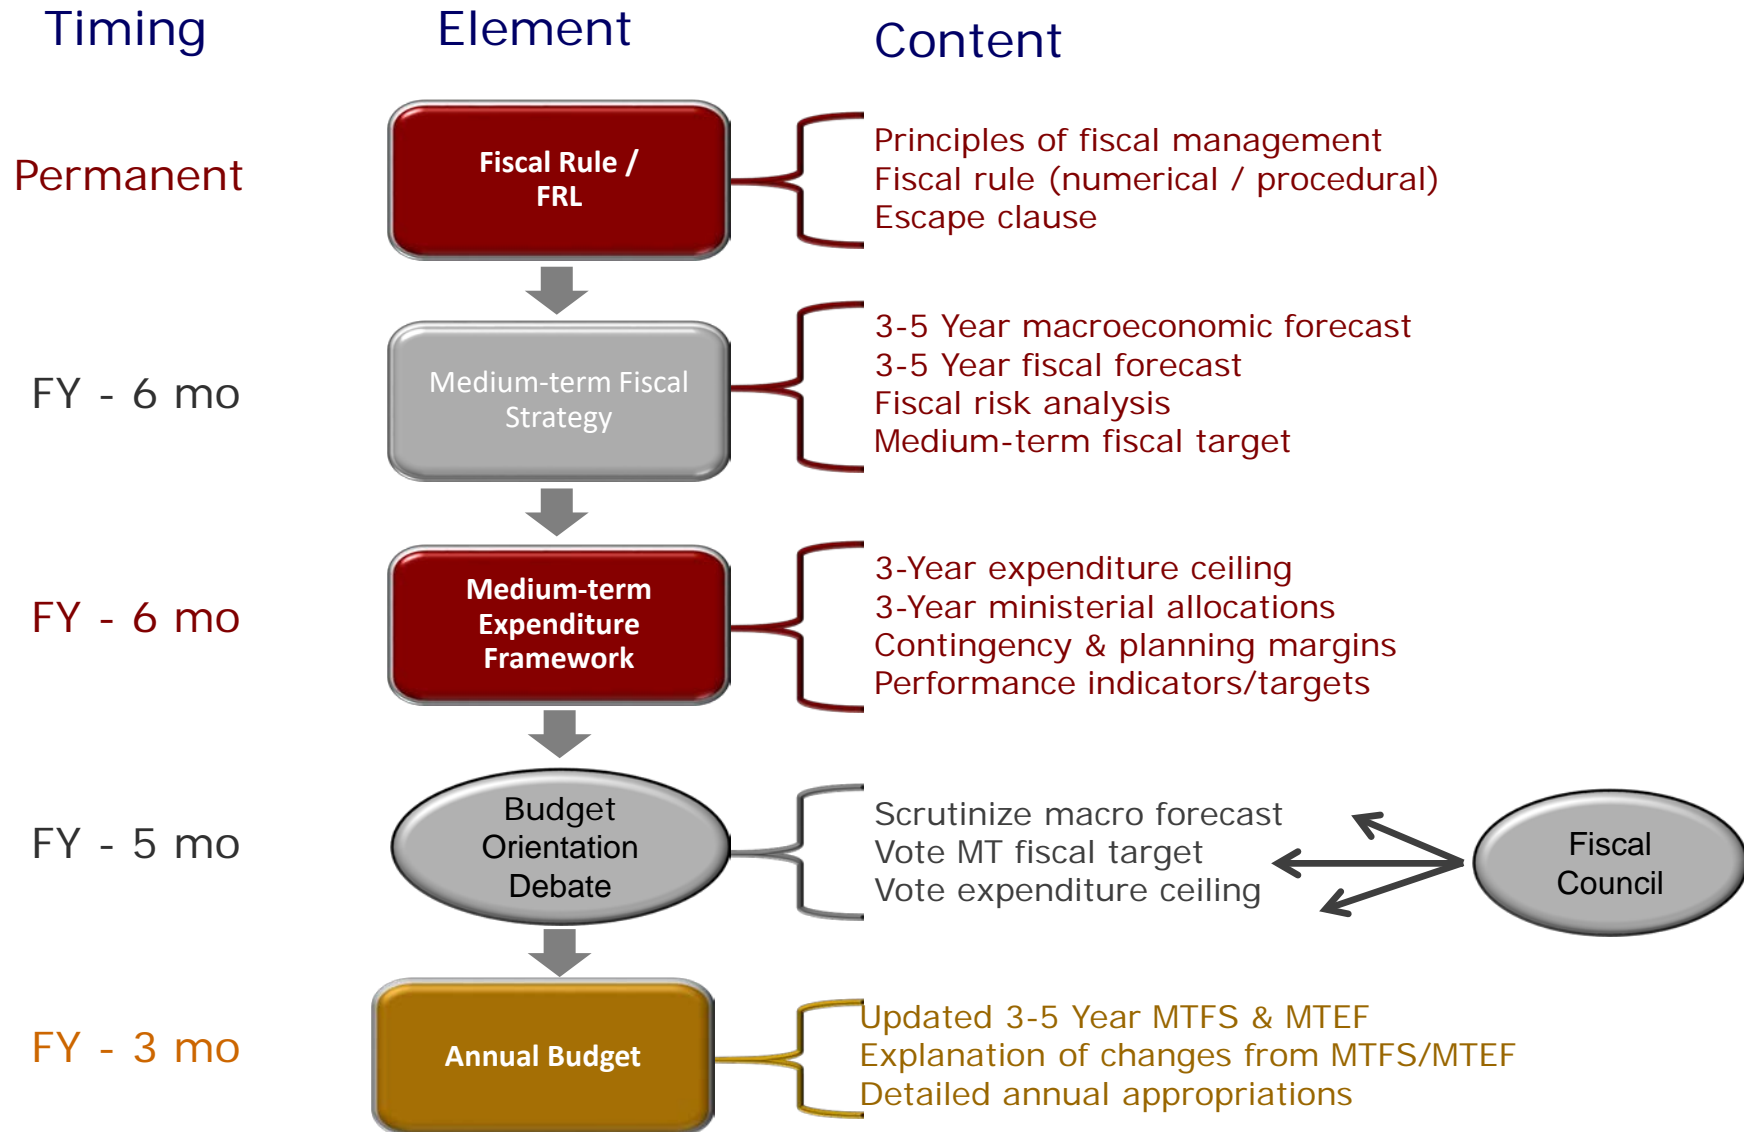 Timing
Element
Content
Permanent
Fiscal Rule /
FRL
Principles of fiscal management
Fiscal rule (numerical / procedural)
Escape clause
FY - 6 mo
Medium-term Fiscal
Strategy
3-5 Year macroeconomic forecast
3-5 Year fiscal forecast
Fiscal risk analysis
Medium-term fiscal target
FY - 6 mo
Medium-term
Expenditure
Framework
3-Year expenditure ceiling
3-Year ministerial allocations
Contingency & planning margins
Performance indicators/targets
FY - 5 mo
Budget
Orientation
Debate
Scrutinize macro forecast
Vote MT fiscal target
Vote expenditure ceiling
Fiscal
Council
FY - 3 mo
Annual Budget
Updated 3-5 Year MTFS & MTEF
Explanation of changes from MTFS/MTEF
Detailed annual appropriations